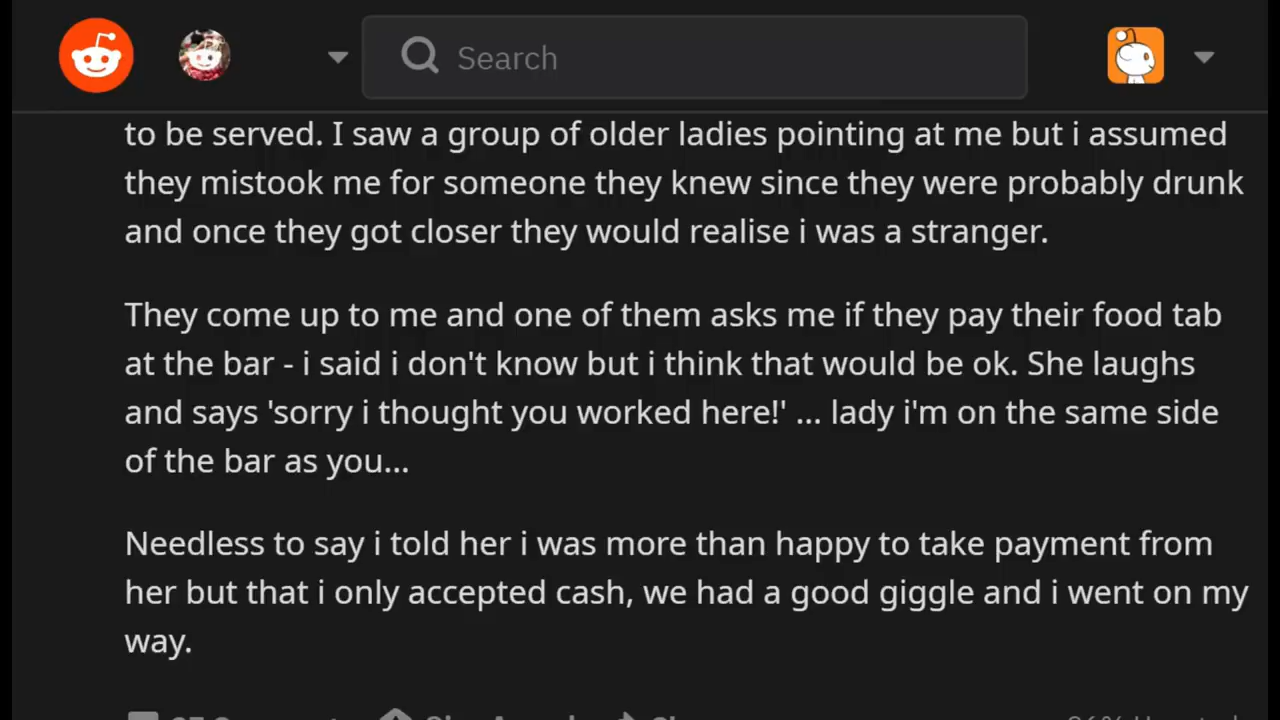 Search
to be served. I saw a group of older ladies pointing at me but i assumed
they mistook me for someone they knew since they were probably drunk
and once they got closer they would realise i was a stranger.
They come up to me and one of them asks me if they pay their food tab
at the bar - i said i don't know but i think that would be ok. She laughs
and says 'sorry i thought you worked here!' ... lady i'm on the same side
of the bar as you...
Needless to say i told her i was more than happy to take payment from
her but that i only accepted cash, we had a good giggle and i went on my
way.